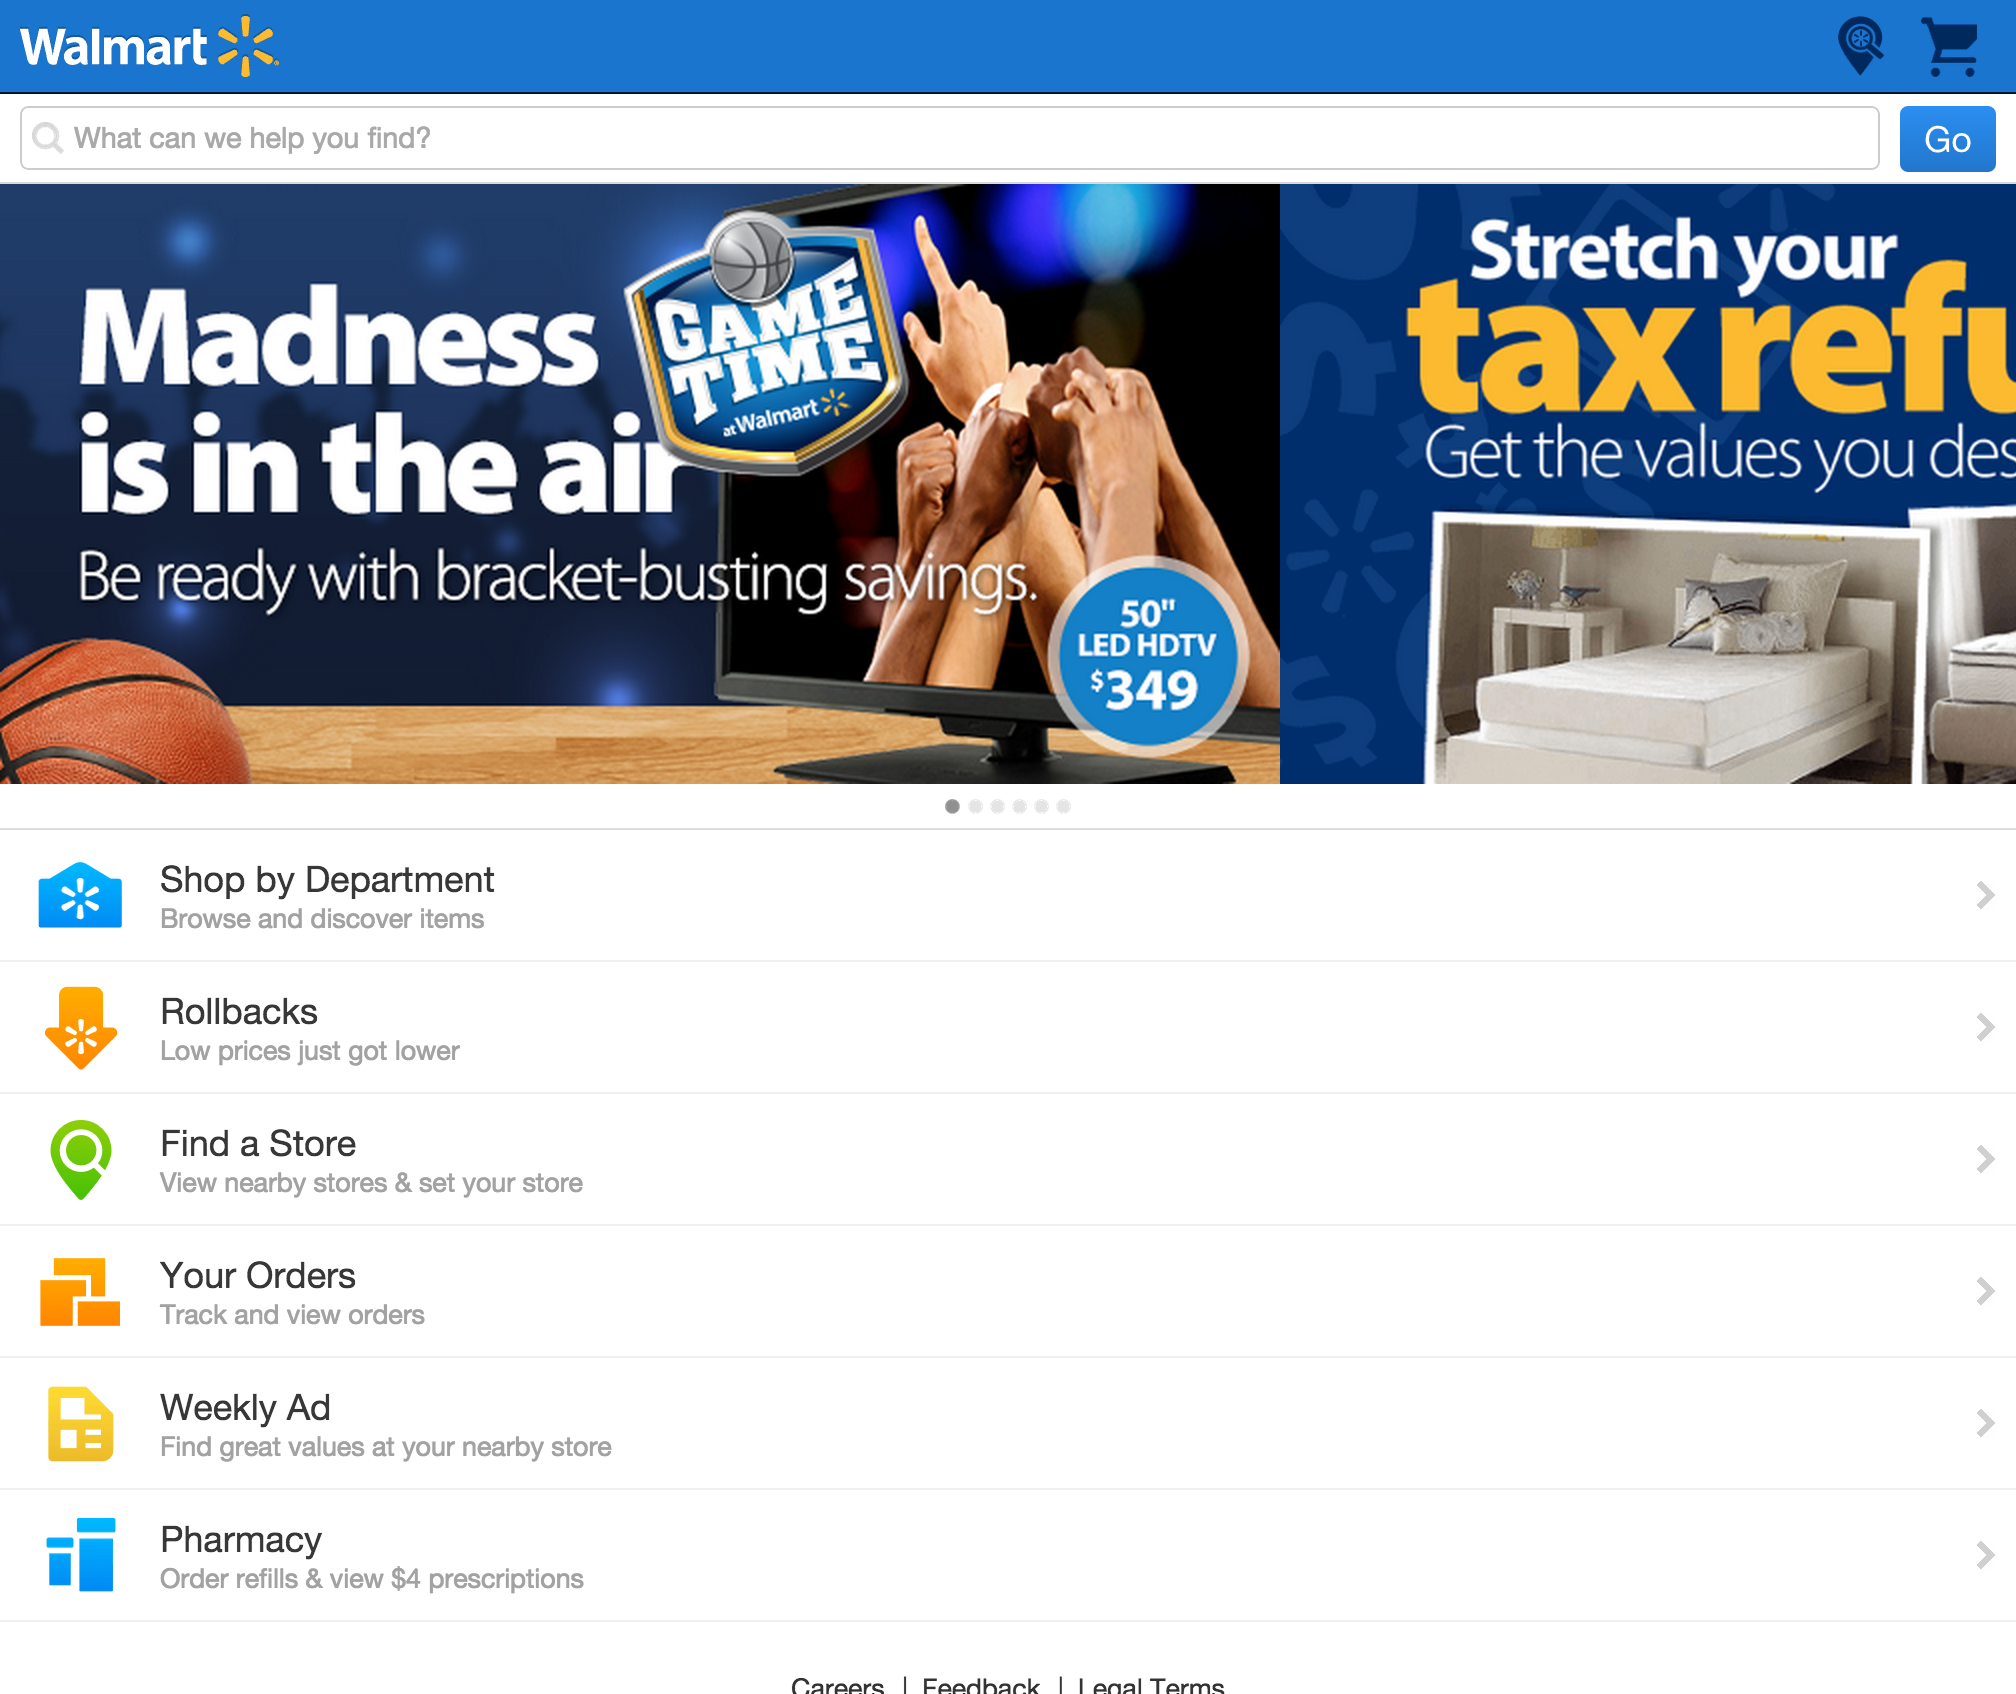 Walmart
What can we help you find?
Go
Madness
is in the air
Be ready with bracket-busting savings.
GAME
TIME
at Walmart
50"
LED HDTV
$349
Stretch your
tax refu
Get the values you des
Shop by Department
Browse and discover items
Rollbacks
Low prices just got lower
Find a Store
View nearby stores & set your store
Your Orders
Track and view orders
Weekly Ad
Find great values at your nearby store
Pharmacy
Order refills & view $4 prescriptions
Careers | Feedback | Legal Terms